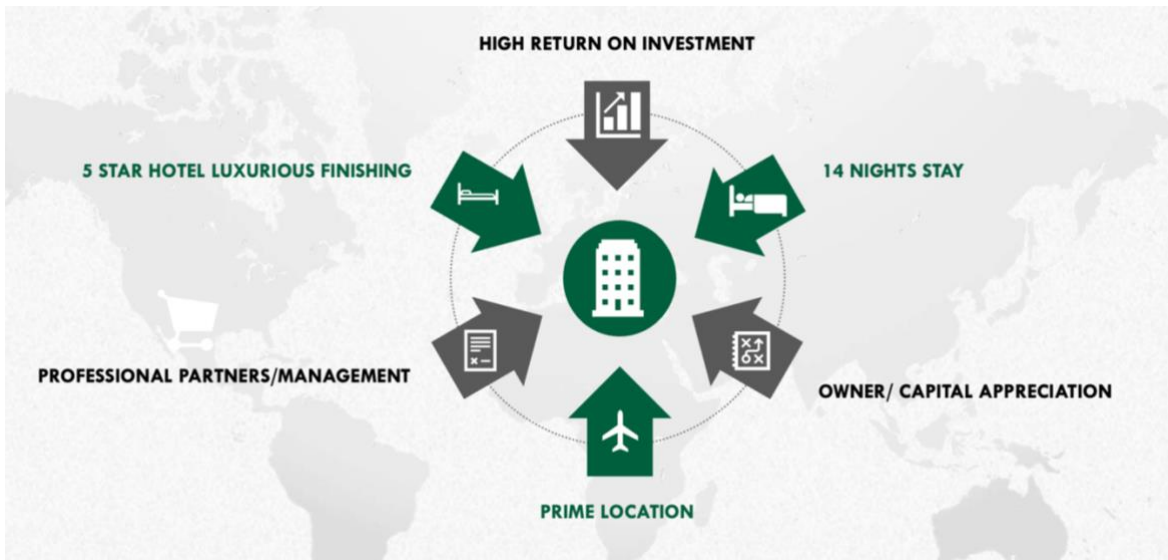 HIGH RETURN ON INVESTMENT
5 STAR HOTEL LUXURIOUS FINISHING
14 NIGHTS STAY
PROFESSIONAL PARTNERS/MANAGEMENT
OWNER/ CAPITAL APPRECIATION
PRIME LOCATION